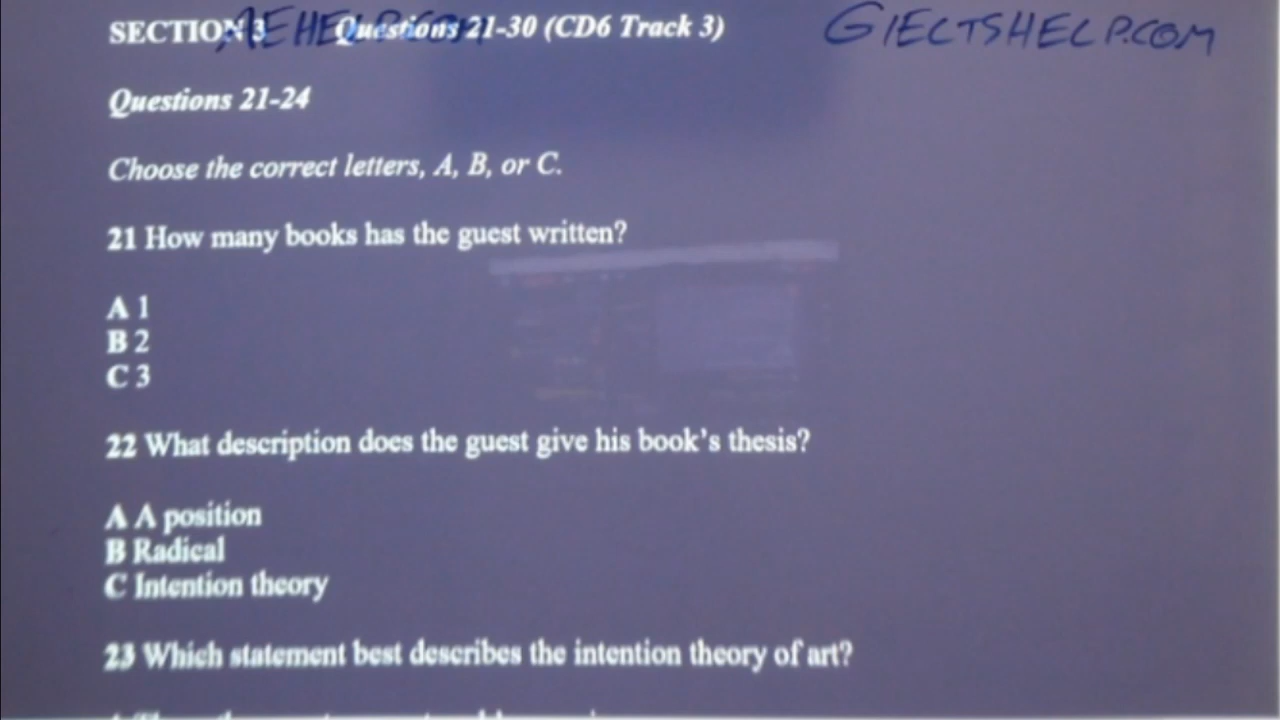 SECTION 3 Questions 21-30 (CD6 Track 3)
AEHELP.COM
GIELTSHELP.COM
Questions 21-24
Choose the correct letters, A, B, or C.
21 How many books has the guest written?
A 1
B 2
C 3
22 What description does the guest give his book's thesis?
A A position
B Radical
C Intention theory
23 Which statement best describes the intention theory of art?